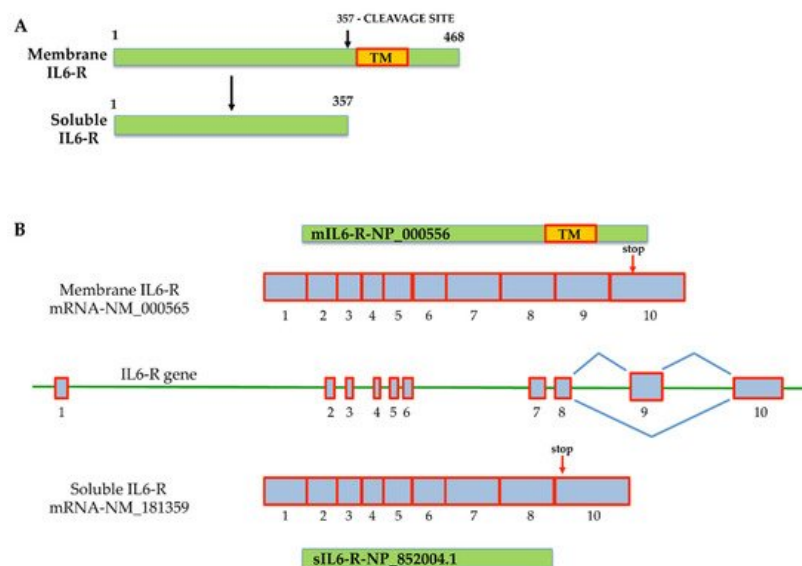 A
357 - CLEAVAGE SITE
1
468
Membrane
IL6-R
TM
1
357
Soluble
IL6-R
B
mIL6-R-NP_000556
TM
stop
Membrane IL6-R
mRNA-NM_000565
1 2 3 4 5 6 7 8 9 10
IL6-R gene
1 2 3 4 5 6 7 8 9 10
stop
Soluble IL6-R
mRNA-NM_181359
1 2 3 4 5 6 7 8 10
sIL6-R-NP_852004.1